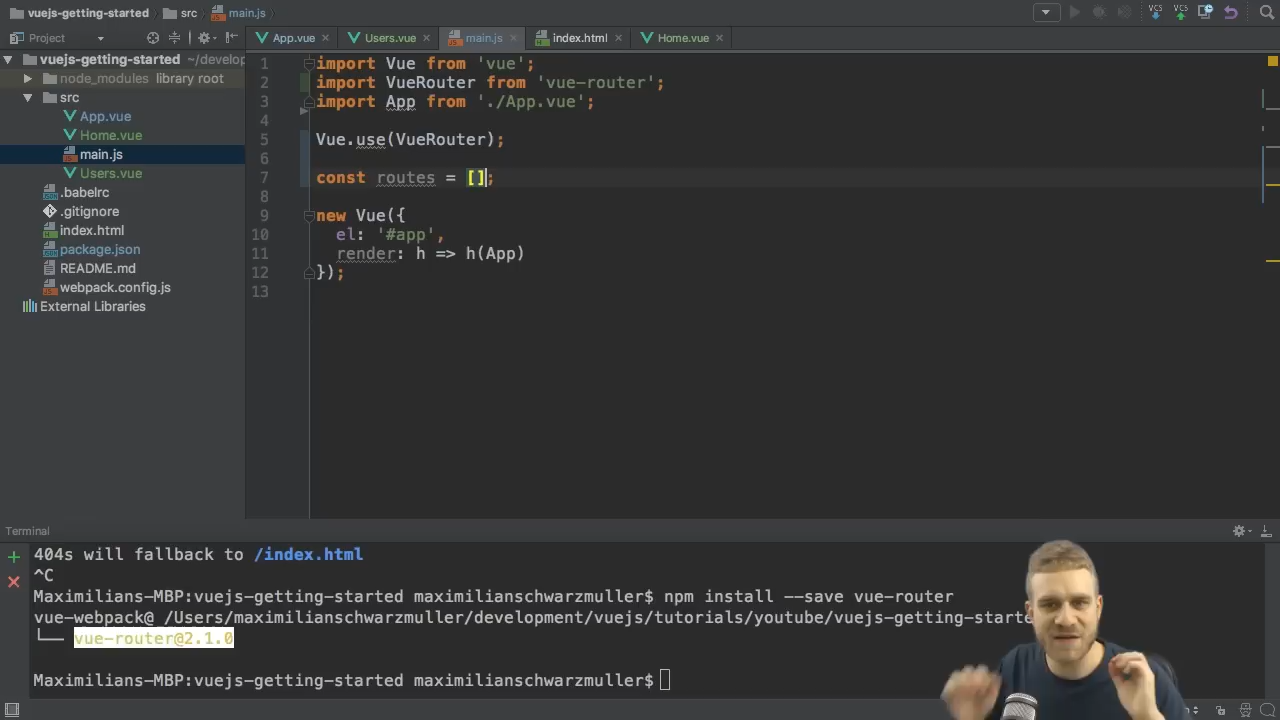 vuejs-getting-started src main.js
Project
App.vue Users.vue main.js index.html Home.vue
vuejs-getting-started ~/develop
node_modules library root
src
App.vue
Home.vue
main.js
Users.vue
.babelrc
.gitignore
index.html
package.json
README.md
webpack.config.js
External Libraries
1 import Vue from 'vue';
2 import VueRouter from 'vue-router';
3 import App from './App.vue';
4
5 Vue.use(VueRouter);
6
7 const routes = [];
8
9 new Vue({
10 el: '#app',
11 render: h => h(App)
12 });
13
VCS VCS
Terminal
404s will fallback to /index.html
^C
Maximilians-MBP:vuejs-getting-started maximilianschwarzmuller$ npm install --save vue-router
vue-webpack@ /Users/maximilianschwarzmuller/development/vuejs/tutorials/youtube/vuejs-getting-starte
└── vue-router@2.1.0
Maximilians-MBP:vuejs-getting-started maximilianschwarzmuller$